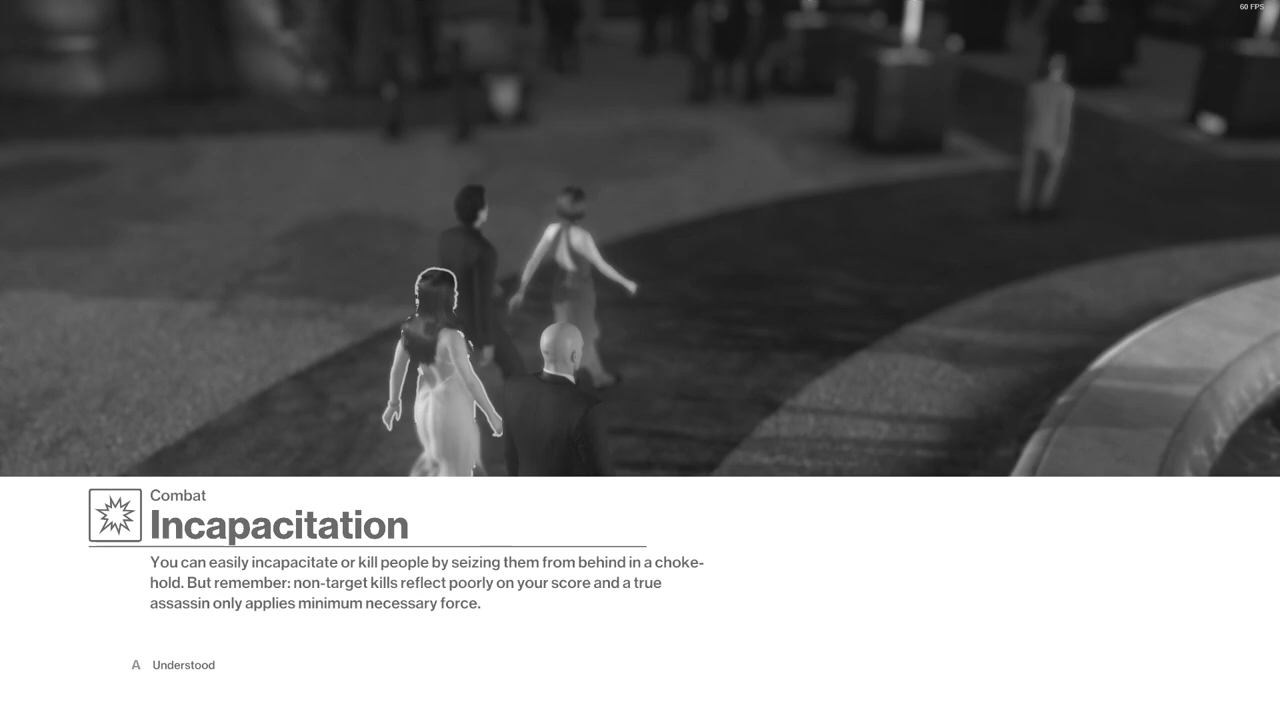 60 FPS
Combat
Incapacitation
You can easily incapacitate or kill people by seizing them from behind in a choke-
hold. But remember: non-target kills reflect poorly on your score and a true
assassin only applies minimum necessary force.
A Understood